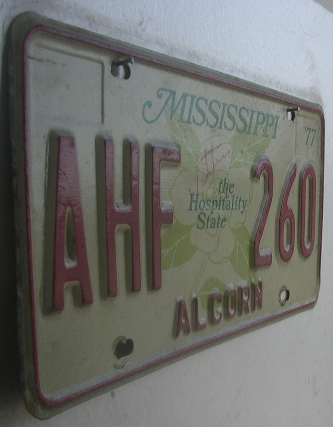 MISSISSIPPI '77
AHF 260
the
Hospitality
State
ALCORN